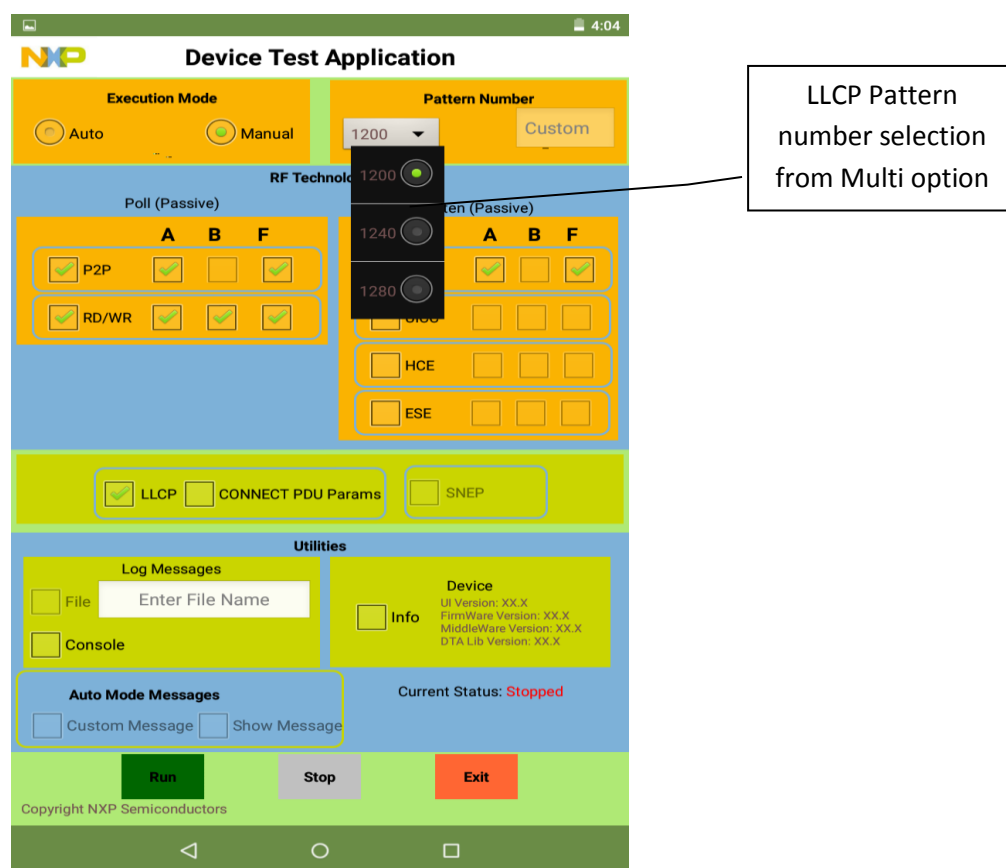 4:04
NXP
Device Test Application
Execution Mode
Auto
Manual
Pattern Number
1200
Custom
1200
1240
1280
RF Technolo
Poll (Passive)
A B F
P2P
RD/WR
ten (Passive)
A B F
HCE
ESE
LLCP
CONNECT PDU Params
SNEP
Utilities
Log Messages
File
Enter File Name
Console
Info
Device
UI Version: XX.X
FirmWare Version: XX.X
MiddleWare Version: XX.X
DTA Lib Version: XX.X
Auto Mode Messages
Custom Message
Show Message
Current Status: Stopped
Run
Stop
Exit
Copyright NXP Semiconductors
LLCP Pattern
number selection
from Multi option